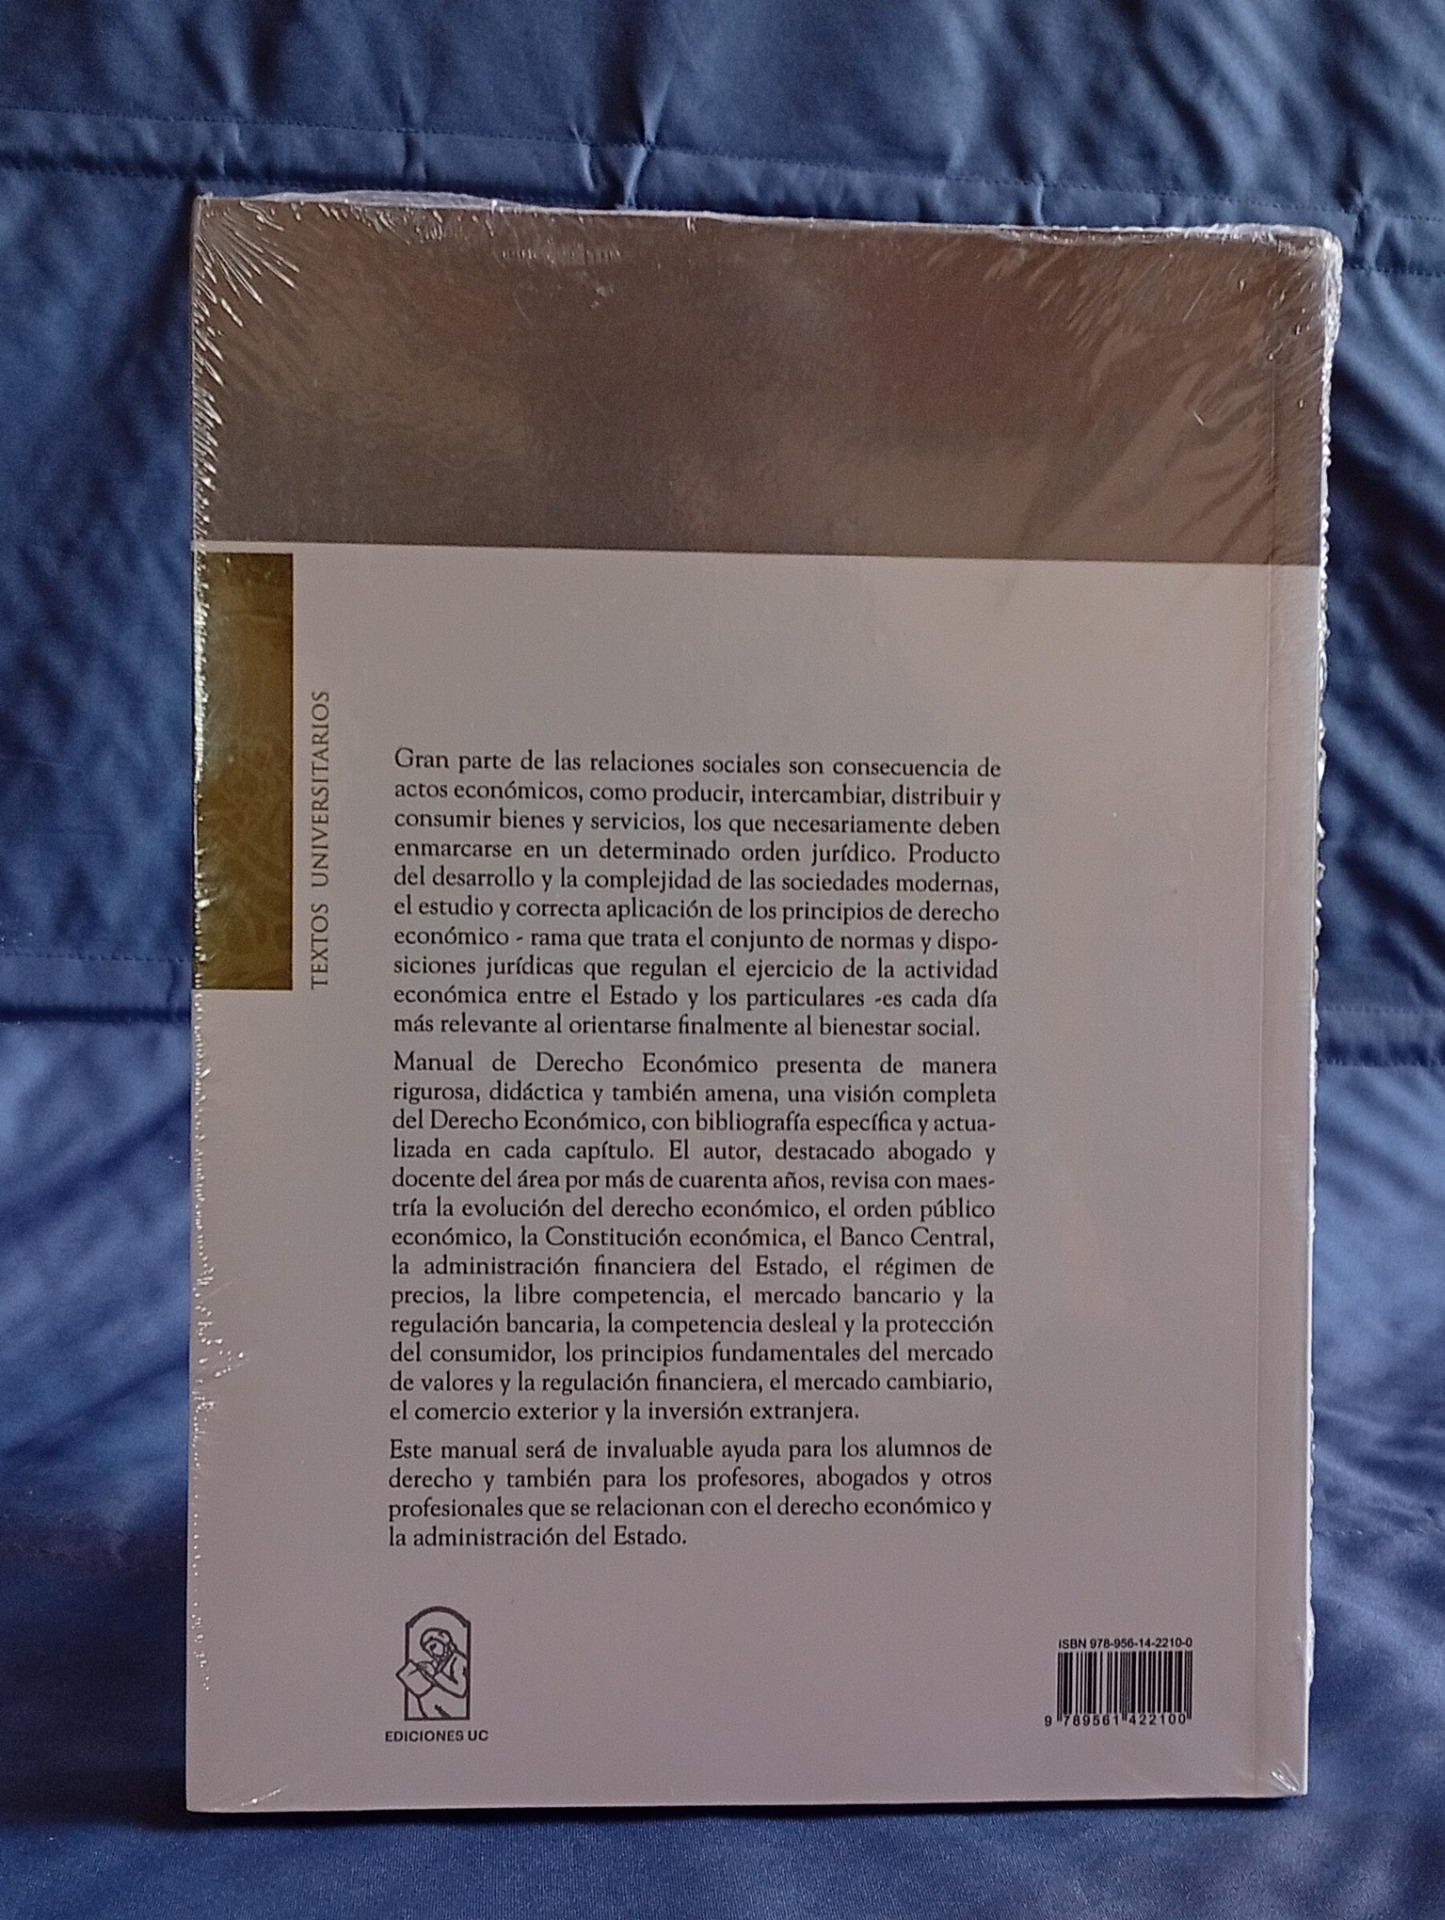 TEXTOS UNIVERSITARIOS
Gran parte de las relaciones sociales son consecuencia de
actos económicos, como producir, intercambiar, distribuir y
consumir bienes y servicios, los que necesariamente deben
enmarcarse en un determinado orden jurídico. Producto
del desarrollo y la complejidad de las sociedades modernas,
el estudio y correcta aplicación de los principios de derecho
económico - rama que trata el conjunto de normas y dispo-
siciones jurídicas que regulan el ejercicio de la actividad
económica entre el Estado y los particulares -es cada día
más relevante al orientarse finalmente al bienestar social.
Manual de Derecho Económico presenta de manera
rigurosa, didáctica y también amena, una visión completa
del Derecho Económico, con bibliografía específica y actua-
lizada en cada capítulo. El autor, destacado abogado y
docente del área por más de cuarenta años, revisa con maes-
tría la evolución del derecho económico, el orden público
económico, la Constitución económica, el Banco Central,
la administración financiera del Estado, el régimen de
precios, la libre competencia, el mercado bancario y la
regulación bancaria, la competencia desleal y la protección
del consumidor, los principios fundamentales del mercado
de valores y la regulación financiera, el mercado cambiario,
el comercio exterior y la inversión extranjera.
Este manual será de invaluable ayuda para los alumnos de
derecho y también para los profesores, abogados y otros
profesionales que se relacionan con el derecho económico y
la administración del Estado.
EDICIONES UC
ISBN 978-956-14-2210-0
9 789561 422100